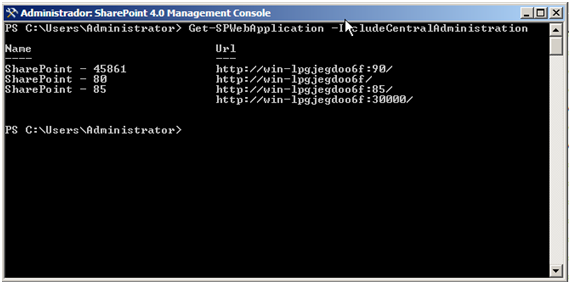 Administrador: SharePoint 4.0 Management Console
PS C:\Users\Administrator> Get-SPWebApplication -IncludeCentralAdministration
Name Url
---- ---
SharePoint - 45861 http://win-lpgjegdoo6f:90/
SharePoint - 80 http://win-lpgjegdoo6f/
SharePoint - 85 http://win-lpgjegdoo6f:85/
http://win-lpgjegdoo6f:30000/
PS C:\Users\Administrator>